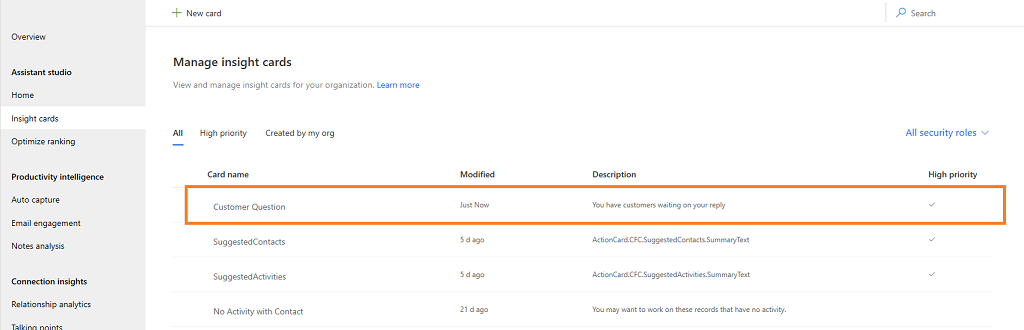 New card
Search
Overview
Assistant studio
Home
Insight cards
Optimize ranking
Productivity intelligence
Auto capture
Email engagement
Notes analysis
Connection insights
Relationship analytics
Talking points
Manage insight cards
View and manage insight cards for your organization. Learn more
All High priority Created by my org All security roles
Card name Modified Description High priority
Customer Question Just Now You have customers waiting on your reply
SuggestedContacts 5 d ago ActionCard.CFC.SuggestedContacts.SummaryText
SuggestedActivities 5 d ago ActionCard.CFC.SuggestedActivities.SummaryText
No Activity with Contact 21 d ago You may want to work on these records that have no activity.